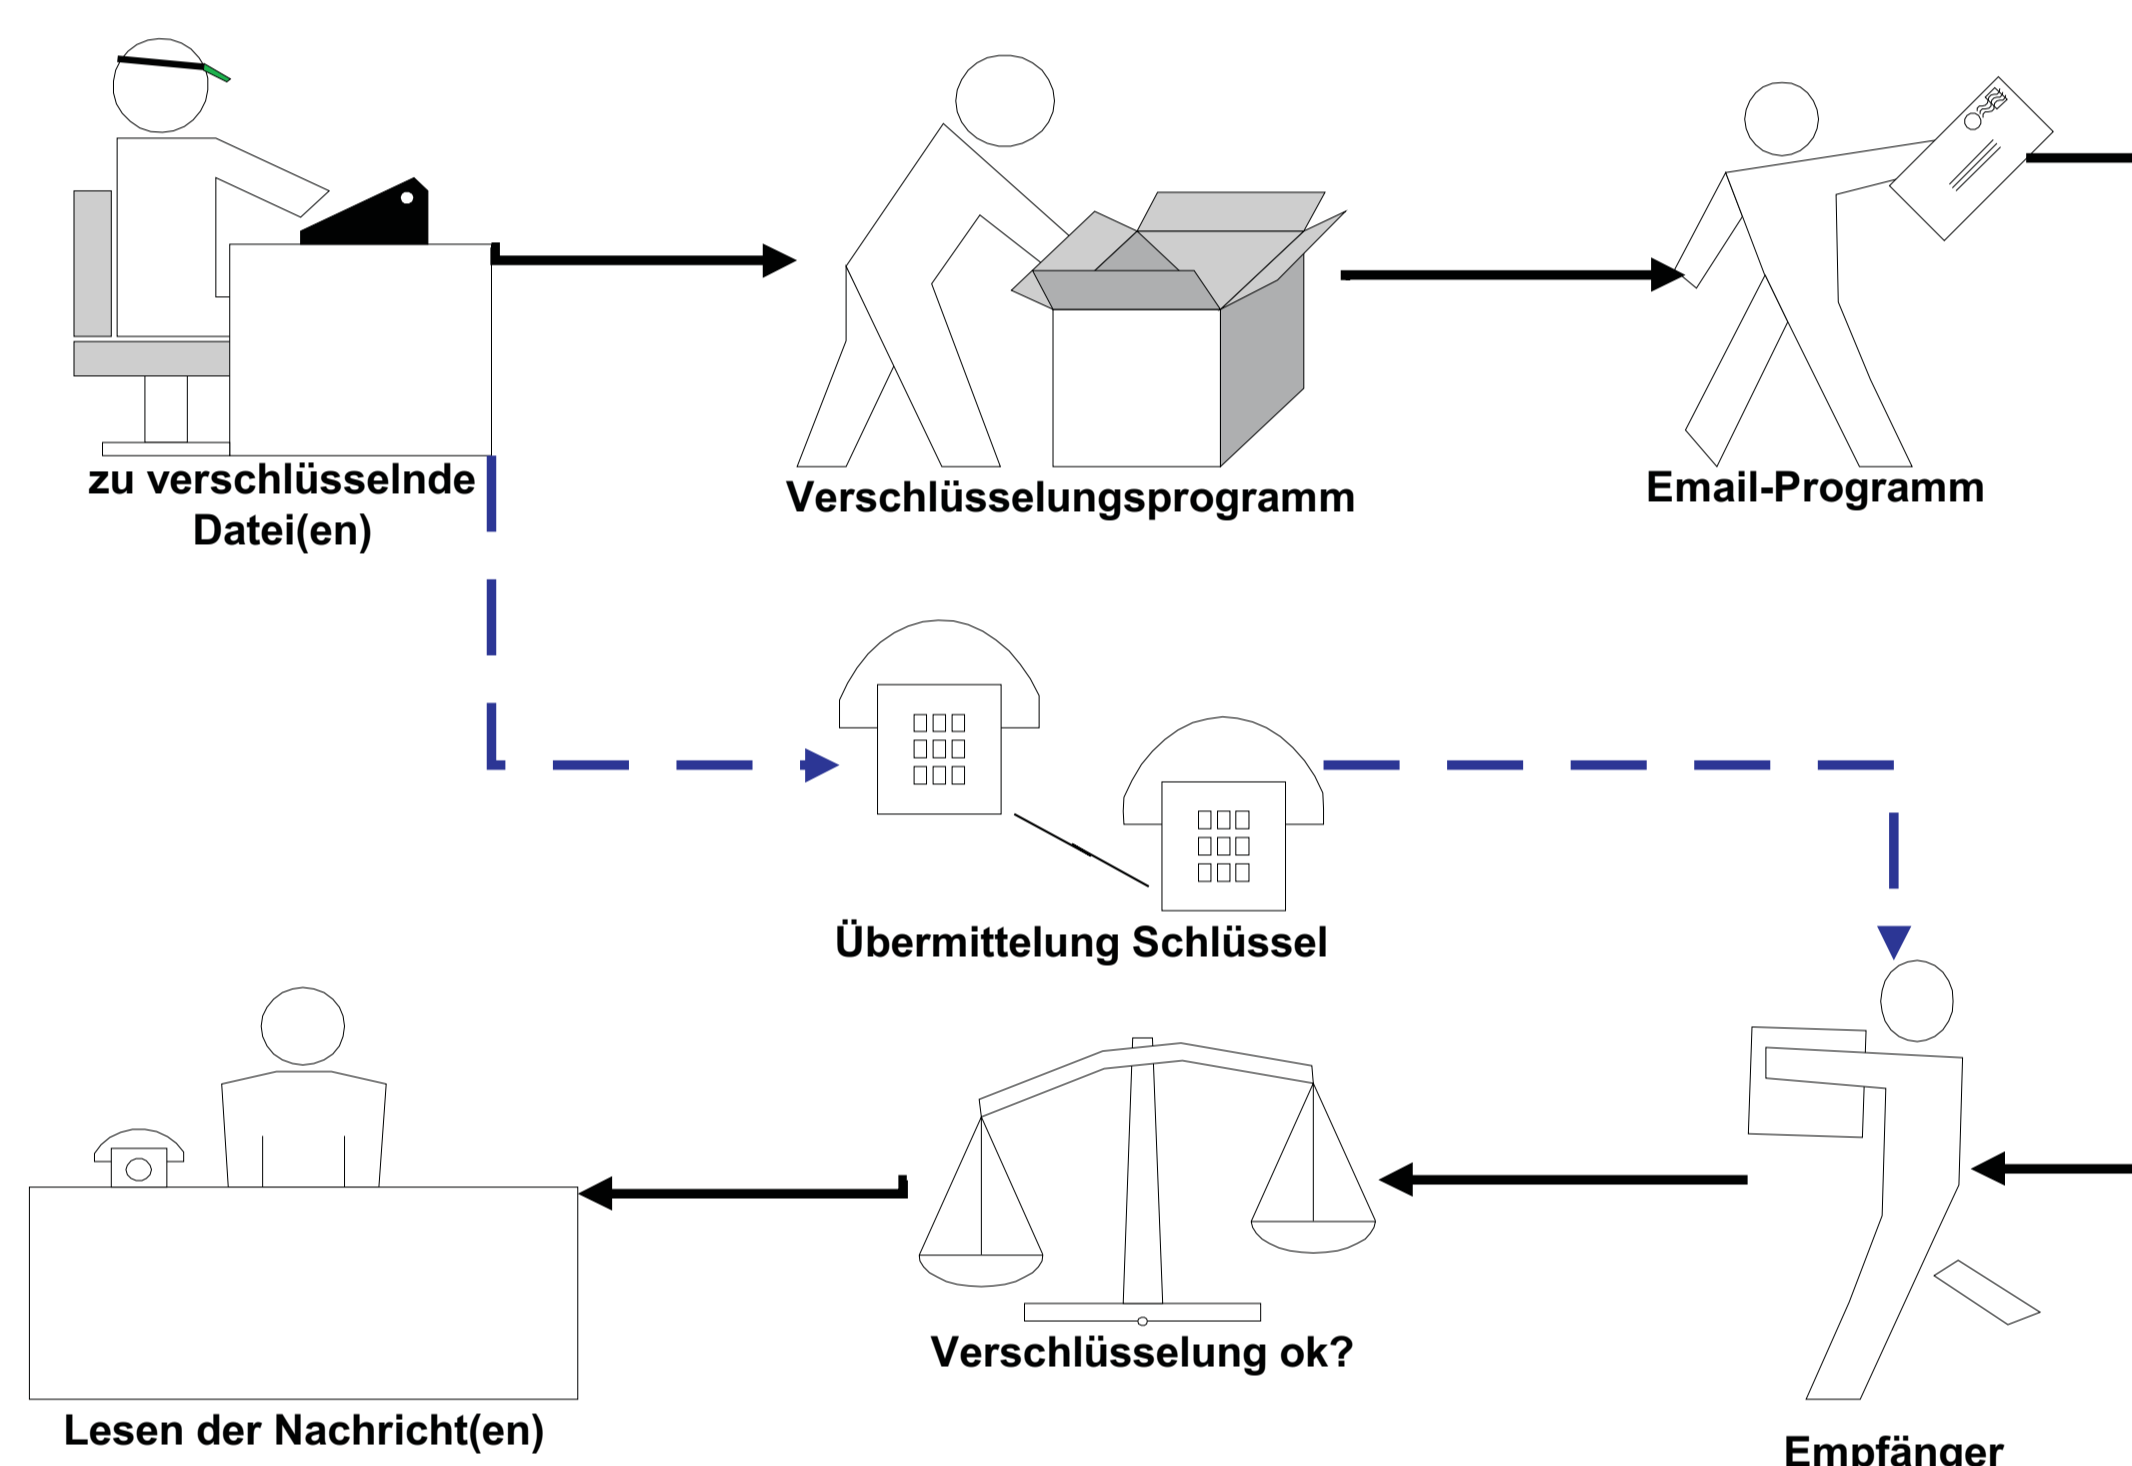 zu verschlüsselnde
Datei(en)
Verschlüsselungsprogramm
Email-Programm
Übermittelung Schlüssel
Lesen der Nachricht(en)
Verschlüsselung ok?
Empfänger